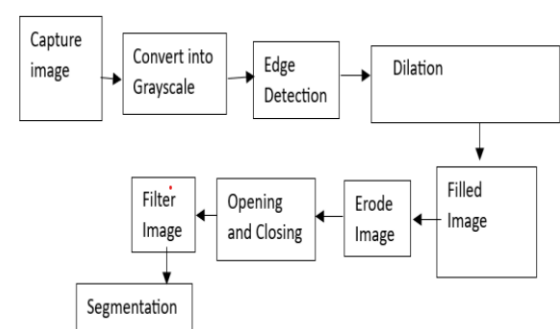 Capture
image
Convert into
Grayscale
Edge
Detection
Dilation
Filled
Image
Erode
Image
Opening
and Closing
Filter
Image
Segmentation